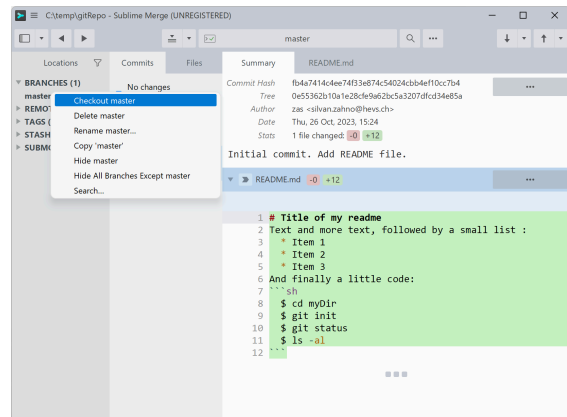 C:\temp\gitRepo - Sublime Merge (UNREGISTERED)
master
Locations
Commits
Files
Summary
README.md
BRANCHES (1)
master
REMO
TAGS (
STASH
SUBMO
Checkout master
Delete master
Rename master...
Copy 'master'
Hide master
Hide All Branches Except master
Search...
No changes
Commit Hash fb4a7414c4ee74f33e874c54024cbb4ef10cc7b4
Tree 0e55362b10a1e28cfe9a62bc5a3207dfcd34e85a
Author zas <silvan.zahno@hevs.ch>
Date Thu, 26 Oct, 2023, 15:24
Stats 1 file changed: -0 +12
Initial commit. Add README file.
README.md -0 +12
1 # Title of my readme
2 Text and more text, followed by a small list :
3 * Item 1
4 * Item 2
5 * Item 3
6 And finally a little code:
7 ```sh
8 $ cd myDir
9 $ git init
10 $ git status
11 $ ls -al
12 ```